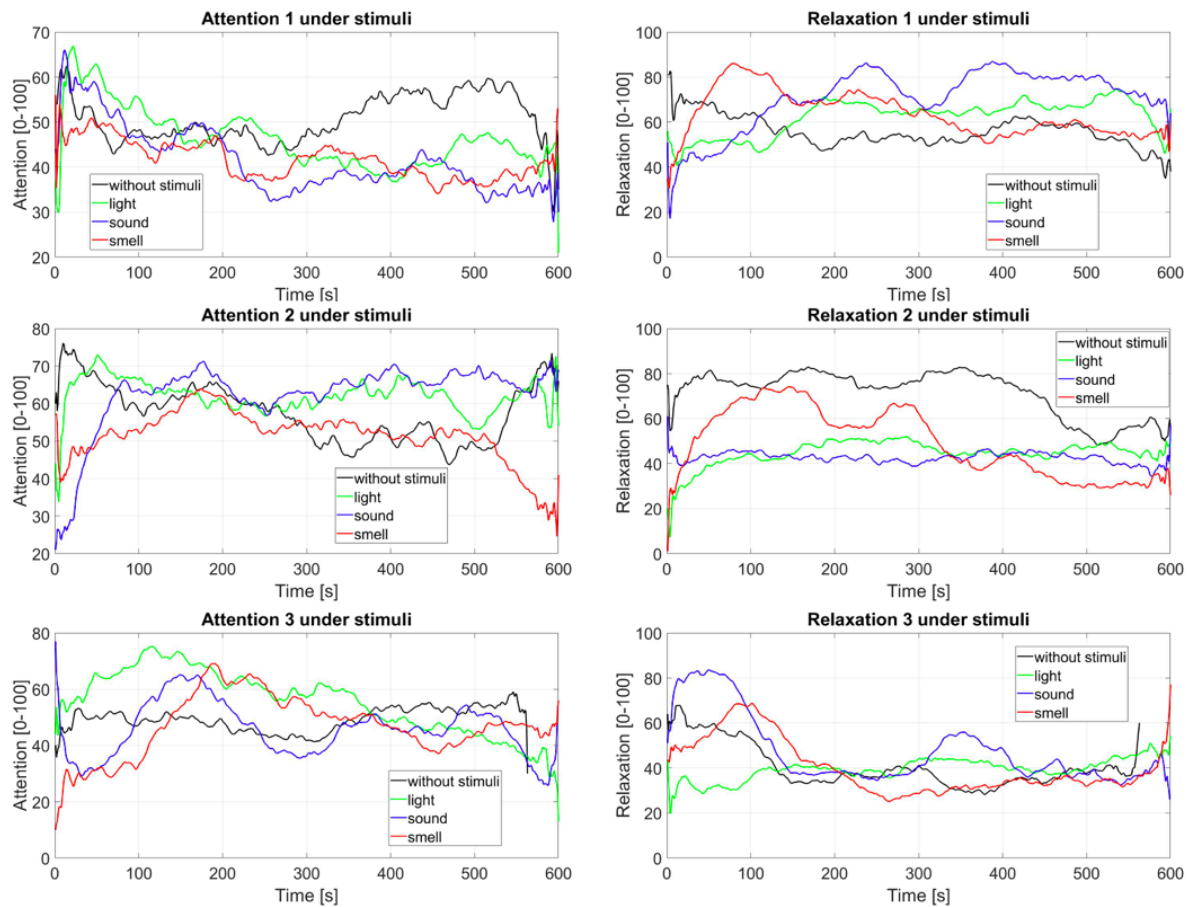 Attention 1 under stimuli
70
60
50
40
30
20
Attention [0-100]
without stimuli
light
sound
smell
0 100 200 300 400 500 600
Time [s]
Relaxation 1 under stimuli
100
80
60
40
20
0
Relaxation [0-100]
without stimuli
light
sound
smell
0 100 200 300 400 500 600
Time [s]
Attention 2 under stimuli
80
70
60
50
40
30
20
Attention [0-100]
without stimuli
light
sound
smell
0 100 200 300 400 500 600
Time [s]
Relaxation 2 under stimuli
100
80
60
40
20
0
Relaxation [0-100]
without stimuli
light
sound
smell
0 100 200 300 400 500 600
Time [s]
Attention 3 under stimuli
80
60
40
20
0
Attention [0-100]
without stimuli
light
sound
smell
0 100 200 300 400 500 600
Time [s]
Relaxation 3 under stimuli
100
80
60
40
20
0
Relaxation [0-100]
without stimuli
light
sound
smell
0 100 200 300 400 500 600
Time [s]